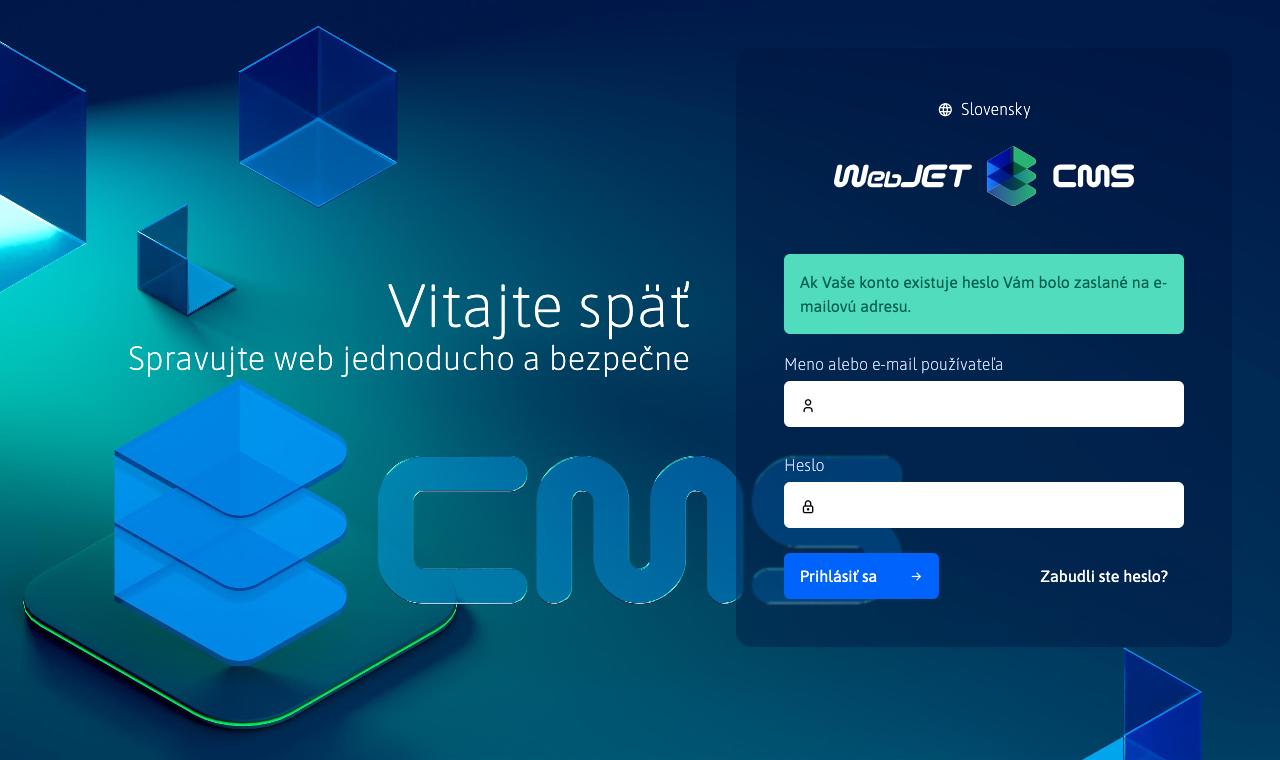 Slovensky
WebJET CMS
Ak Vaše konto existuje heslo Vám bolo zaslané na e-
mailovú adresu.
Vitajte späť
Spravujte web jednoducho a bezpečne
Meno alebo e-mail používateľa
Heslo
CMS
Prihlásiť sa
Zabudli ste heslo?